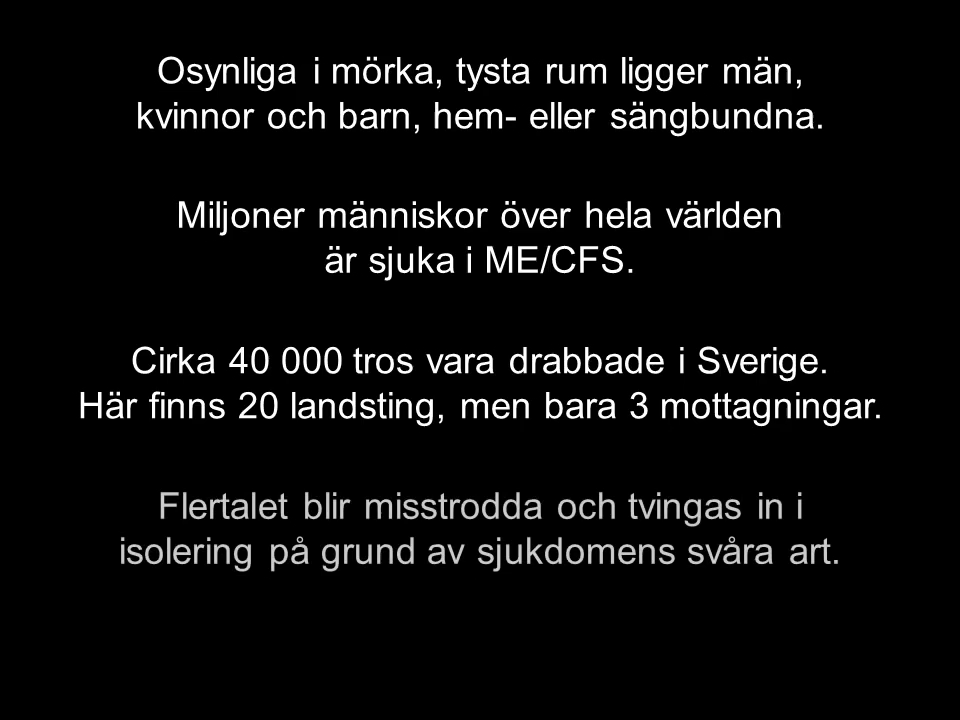 Osynliga i mörka, tysta rum ligger män,
kvinnor och barn, hem- eller sängbundna.
Miljoner människor över hela världen
är sjuka i ME/CFS.
Cirka 40 000 tros vara drabbade i Sverige.
Här finns 20 landsting, men bara 3 mottagningar.
Flertalet blir misstrodda och tvingas in i
isolering på grund av sjukdomens svåra art.